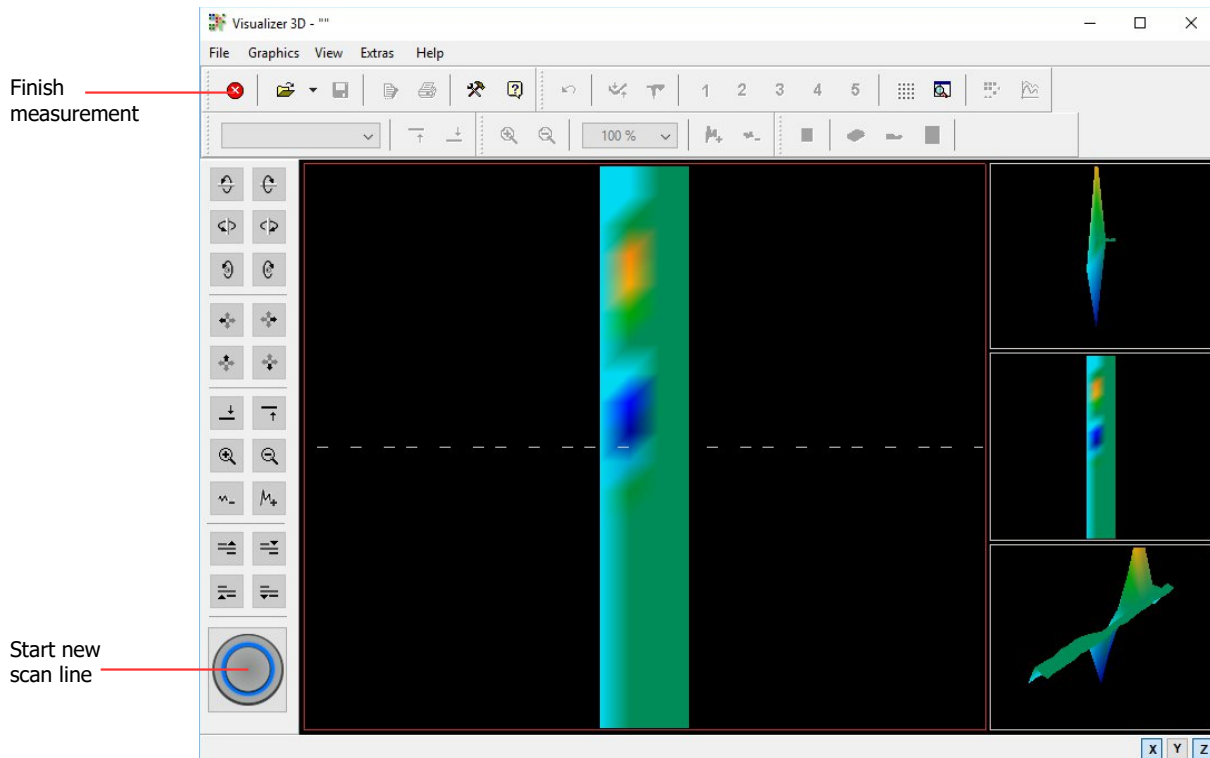 Visualizer 3D - ""
File Graphics View Extras Help
Finish
measurement
1 2 3 4 5
100 %
Start new
scan line
X Y Z